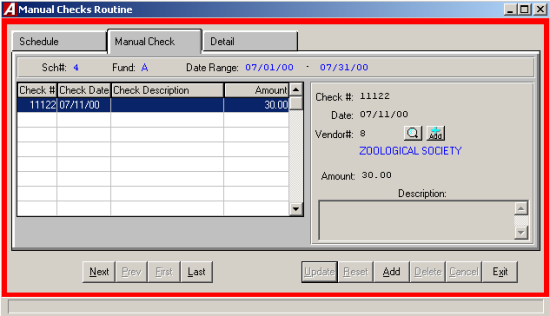 Manual Checks Routine
Schedule Manual Check Detail
Sch#: 4 Fund: A Date Range: 07/01/00 - 07/31/00
Check # Check Date Check Description Amount
11122 07/11/00 30.00
Check #: 11122
Date: 07/11/00
Vendor#: 8 Add
ZOOLOGICAL SOCIETY
Amount: 30.00
Description:
Next Prev First Last Update Reset Add Delete Cancel Exit